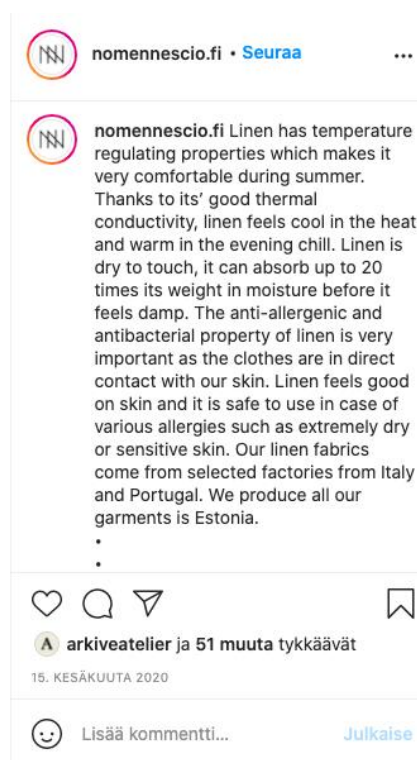 nomennescio.fi • Seuraa
nomennescio.fi Linen has temperature
regulating properties which makes it
very comfortable during summer.
Thanks to its' good thermal
conductivity, linen feels cool in the heat
and warm in the evening chill. Linen is
dry to touch, it can absorb up to 20
times its weight in moisture before it
feels damp. The anti-allergenic and
antibacterial property of linen is very
important as the clothes are in direct
contact with our skin. Linen feels good
on skin and it is safe to use in case of
various allergies such as extremely dry
or sensitive skin. Our linen fabrics
come from selected factories from Italy
and Portugal. We produce all our
garments is Estonia.
•
•
A arkiveatelier ja 51 muuta tykkäävät
15. KESÄKUUTA 2020
Lisää kommentti... Julkaise